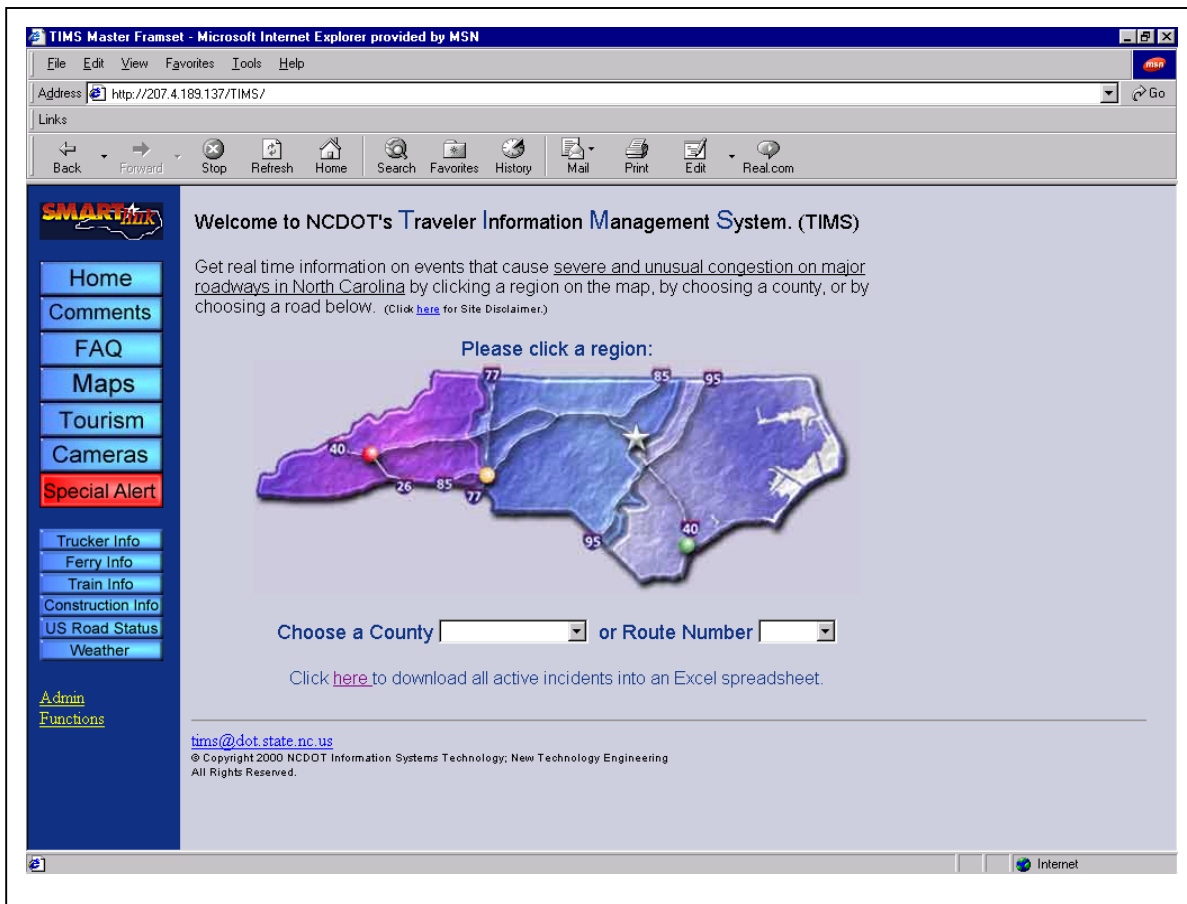 TIMS Master Framset - Microsoft Internet Explorer provided by MSN
File Edit View Favorites Tools Help
msn
Address http://207.4.189.137/TIMS/ Go
Links
Back Forward Stop Refresh Home Search Favorites History Mail Print Edit Real.com
SMARTlink
Home
Comments
FAQ
Maps
Tourism
Cameras
Special Alert
Trucker Info
Ferry Info
Train Info
Construction Info
US Road Status
Weather
Admin
Functions
Welcome to NCDOT's Traveler Information Management System. (TIMS)
Get real time information on events that cause severe and unusual congestion on major
roadways in North Carolina by clicking a region on the map, by choosing a county, or by
choosing a road below. (Click here for Site Disclaimer.)
Please click a region:
77 85 95
40
26 85 77
40
95
Choose a County or Route Number
Click here to download all active incidents into an Excel spreadsheet.
tims@dot.state.nc.us
© Copyright 2000 NCDOT Information Systems Technology; New Technology Engineering
All Rights Reserved.
Internet